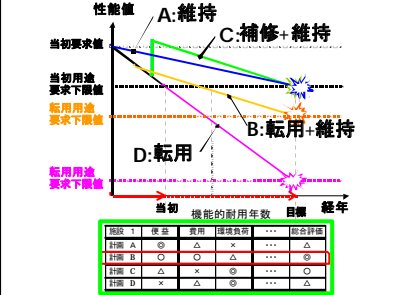 性能値
A:維持
C:補修+維持
当初要求値
当初用途
要求下限値
転用用途
要求下限値
B:転用+維持
D:転用
転用用途
要求下限値
当初
機能的耐用年数
目標
経年
施設 1 便益 費用 環境負荷 ・・・ 総合評価
計画 A ◎ △ × ・・・ △
計画 B ○ ○ △ ・・・ ◎
計画 C △ × ◎ ・・・ ○
計画 D × △ ◎ ・・・ △